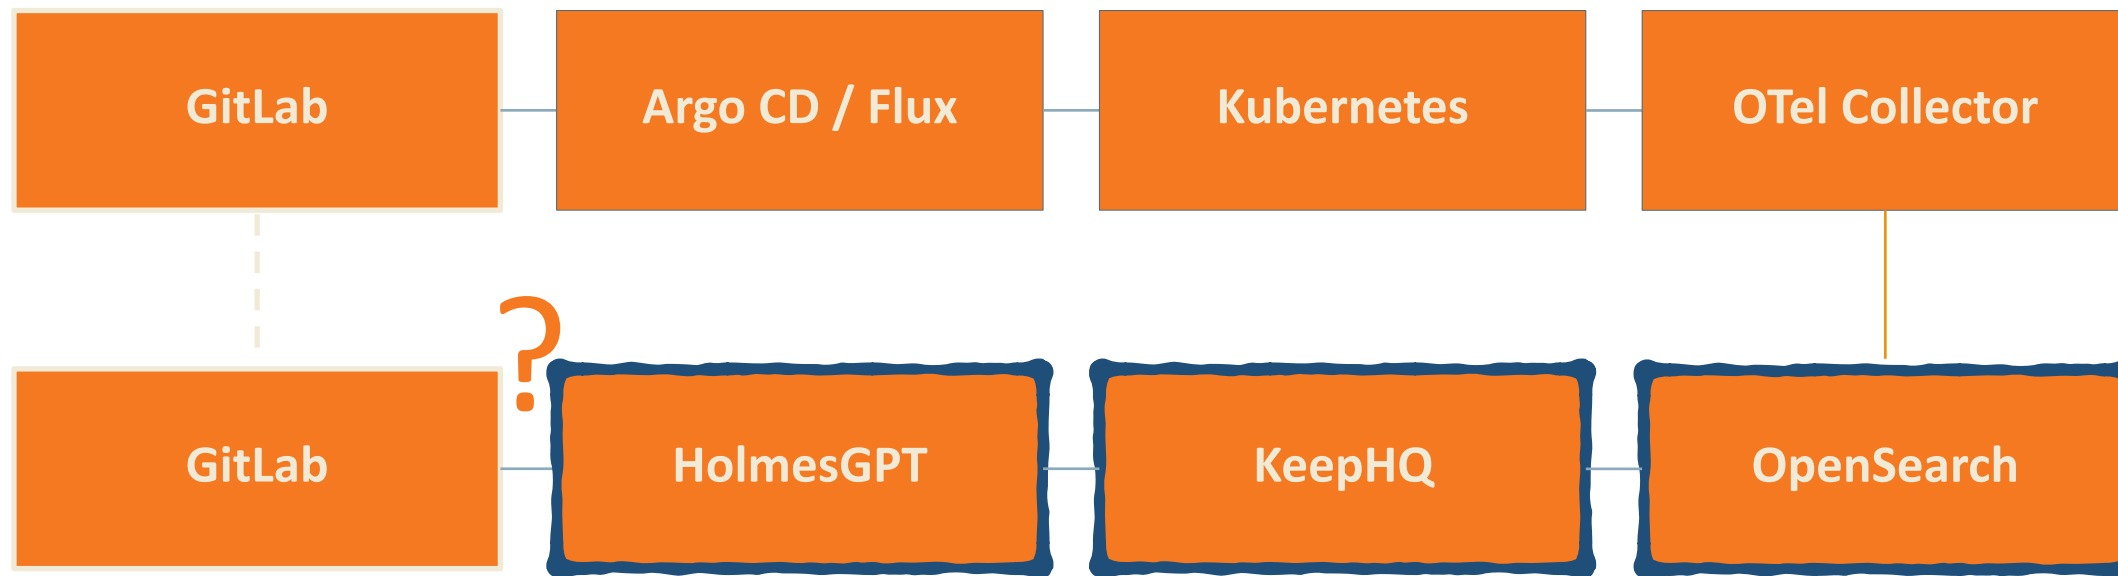 GitLab
Argo CD / Flux
Kubernetes
OTel Collector
?
GitLab
HolmesGPT
KeepHQ
OpenSearch